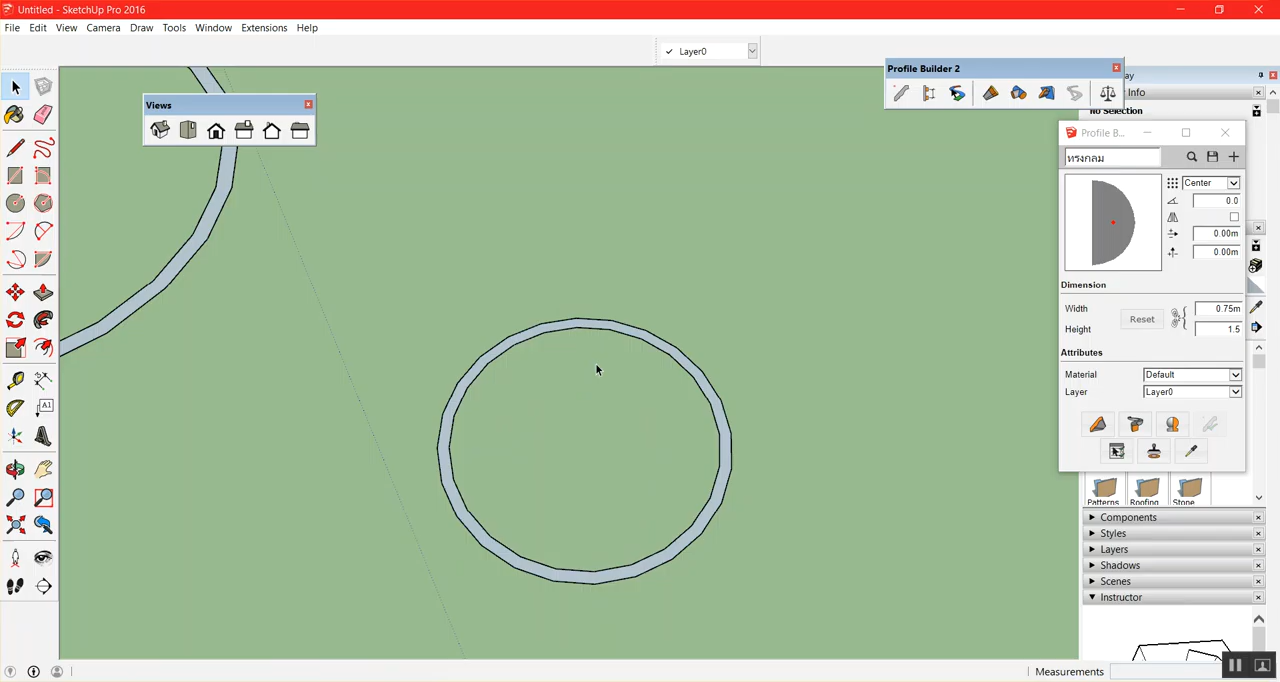 Untitled - SketchUp Pro 2016
File Edit View Camera Draw Tools Window Extensions Help
✓ Layer0
Profile Builder 2
ay
Info
No Selection
Views
Profile B...
ทรงกลม
Center
0.0
0.00m
0.00m
Dimension
Width 0.75m
Reset
Height 1.5
Attributes
Material Default
Layer Layer0
A1
Patterns Roofing Stone
Components
Styles
Layers
Shadows
Scenes
Instructor
Measurements